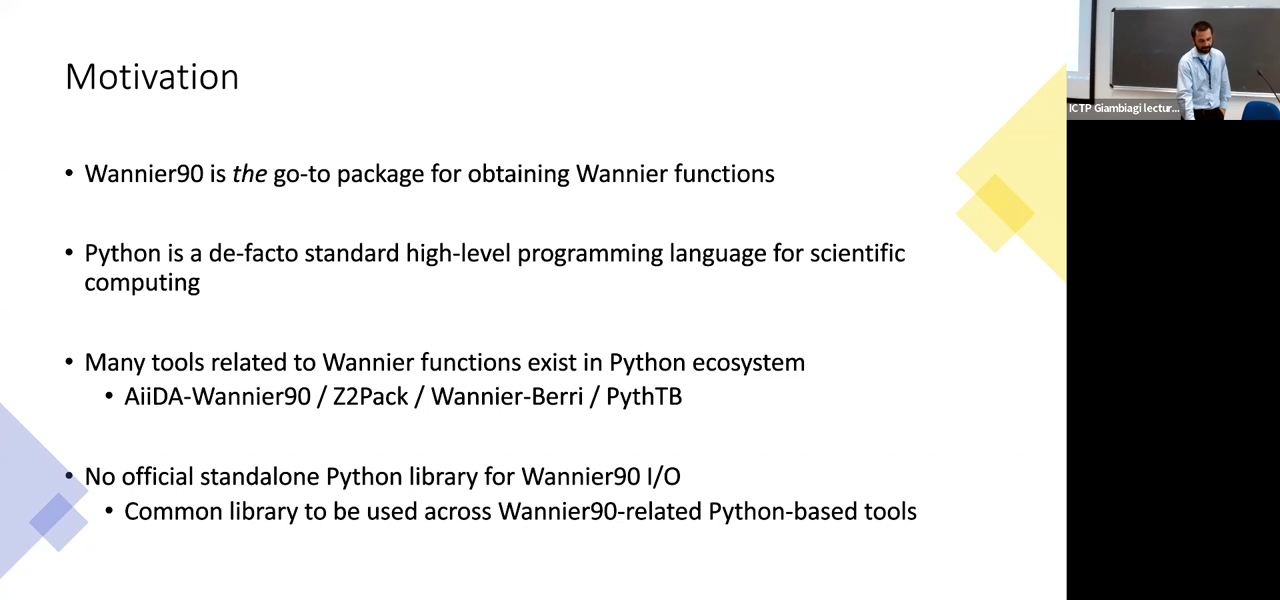 Motivation
• Wannier90 is the go-to package for obtaining Wannier functions
• Python is a de-facto standard high-level programming language for scientific
computing
• Many tools related to Wannier functions exist in Python ecosystem
• AiiDA-Wannier90 / Z2Pack / Wannier-Berri / PythTB
• No official standalone Python library for Wannier90 I/O
• Common library to be used across Wannier90-related Python-based tools
ICTP Giambiagi lectur...